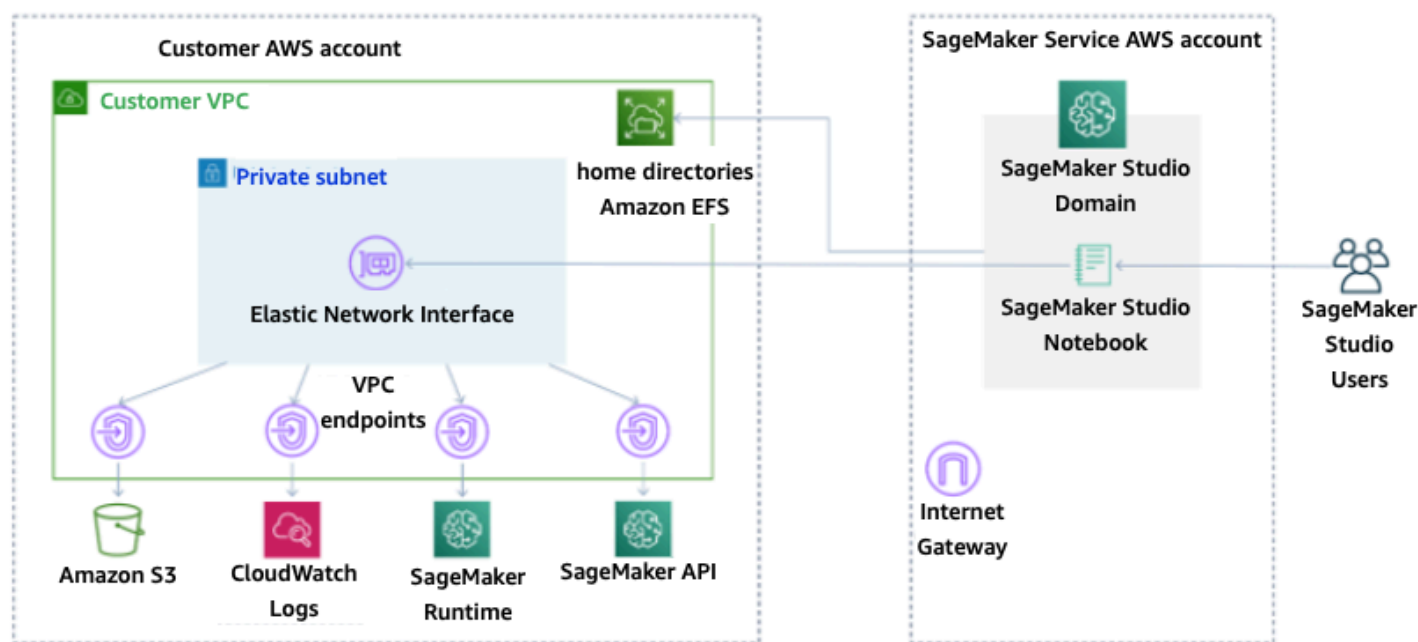 Customer AWS account
SageMaker Service AWS account
Customer VPC
home directories
Amazon EFS
Private subnet
Elastic Network Interface
VPC
endpoints
SageMaker Studio
Domain
SageMaker Studio
Notebook
SageMaker
Studio
Users
Internet
Gateway
Amazon S3
CloudWatch
Logs
SageMaker
Runtime
SageMaker API